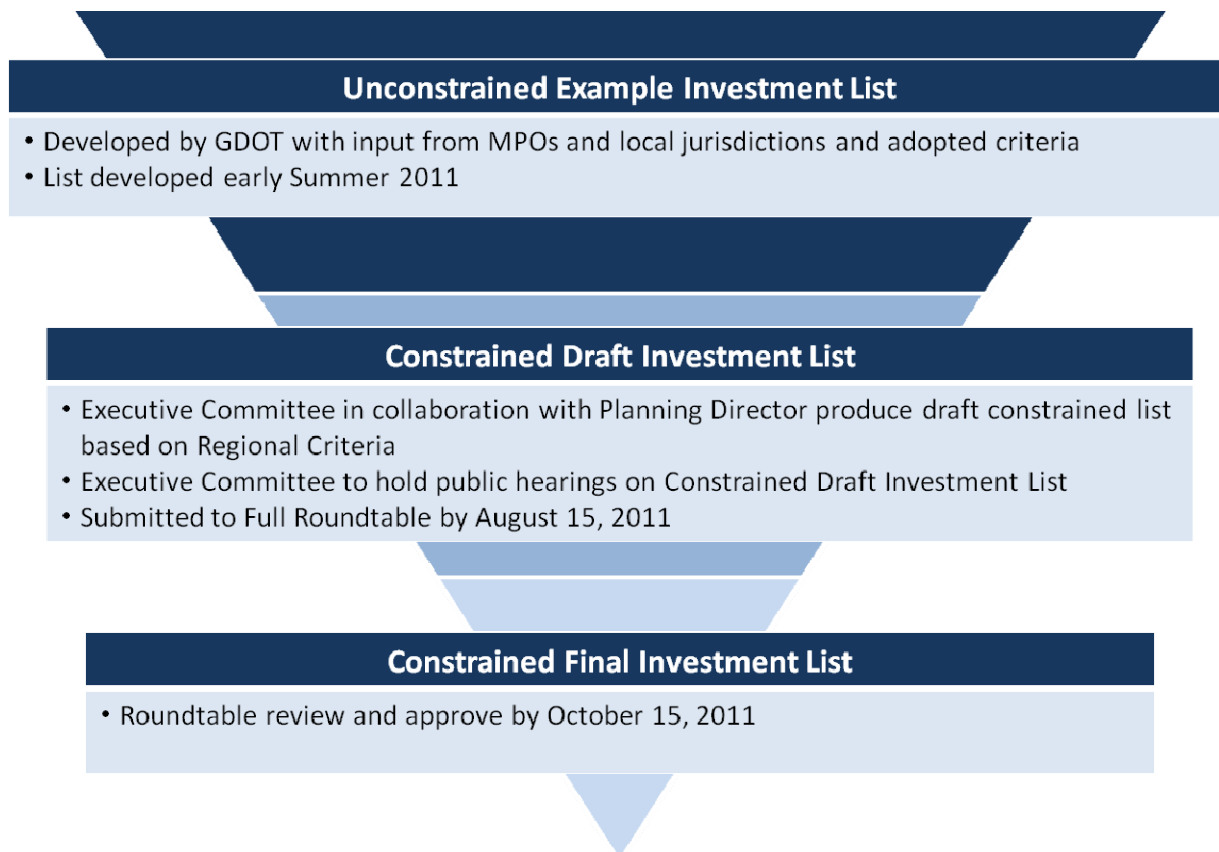 Unconstrained Example Investment List
• Developed by GDOT with input from MPOs and local jurisdictions and adopted criteria
• List developed early Summer 2011
Constrained Draft Investment List
• Executive Committee in collaboration with Planning Director produce draft constrained list
based on Regional Criteria
• Executive Committee to hold public hearings on Constrained Draft Investment List
• Submitted to Full Roundtable by August 15, 2011
Constrained Final Investment List
• Roundtable review and approve by October 15, 2011